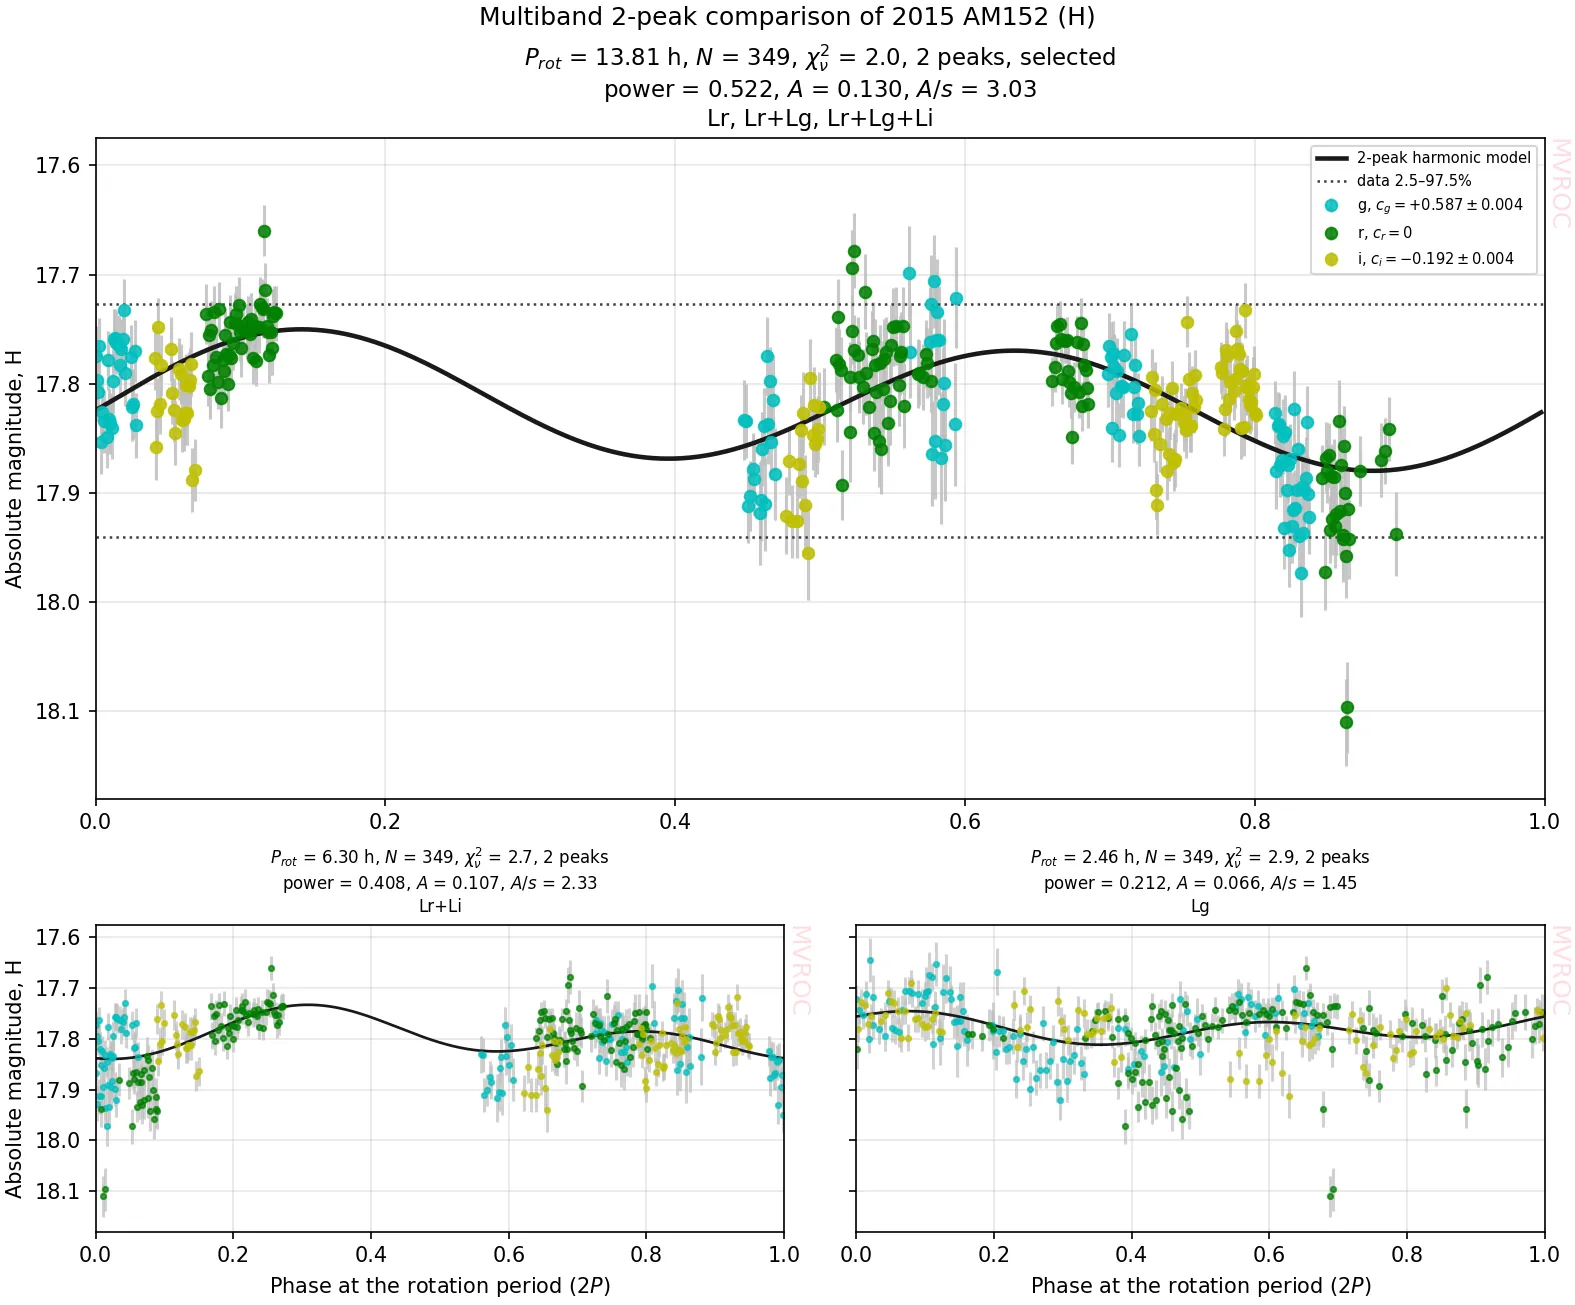 Multiband 2-peak comparison of 2015 AM152 (H)
P_rot = 13.81 h, N = 349, χ²_ν = 2.0, 2 peaks, selected
power = 0.522, A = 0.130, A/s = 3.03
Lr, Lr+Lg, Lr+Lg+Li
2-peak harmonic model
data 2.5–97.5%
g, c_g = +0.587 ± 0.004
r, c_r = 0
i, c_i = −0.192 ± 0.004
MVROC
Absolute magnitude, H
17.6
17.7
17.8
17.9
18.0
18.1
0.0 0.2 0.4 0.6 0.8 1.0
P_rot = 6.30 h, N = 349, χ²_ν = 2.7, 2 peaks
power = 0.408, A = 0.107, A/s = 2.33
Lr+Li
MVROC
Absolute magnitude, H
17.6
17.7
17.8
17.9
18.0
18.1
0.0 0.2 0.4 0.6 0.8 1.0
Phase at the rotation period (2P)
P_rot = 2.46 h, N = 349, χ²_ν = 2.9, 2 peaks
power = 0.212, A = 0.066, A/s = 1.45
Lg
MVROC
0.0 0.2 0.4 0.6 0.8 1.0
Phase at the rotation period (2P)